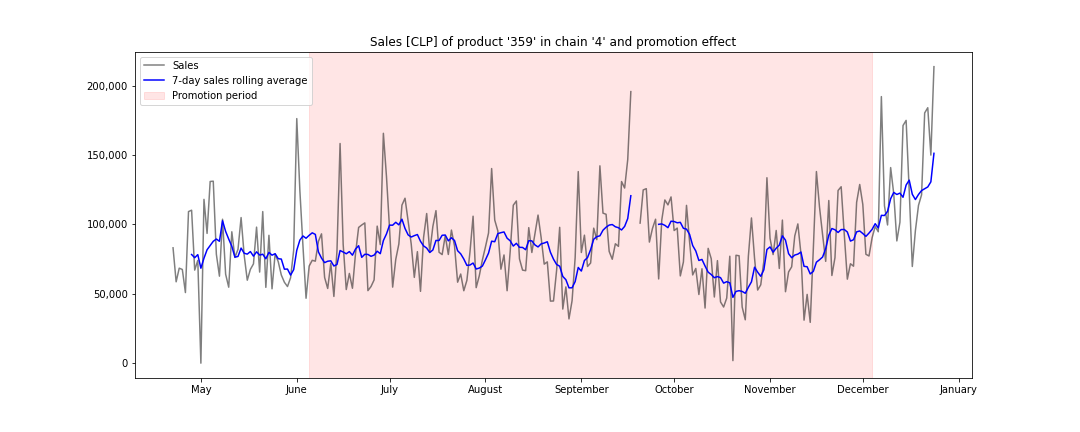 Sales [CLP] of product '359' in chain '4' and promotion effect
Sales
7-day sales rolling average
Promotion period
200,000
150,000
100,000
50,000
0
May June July August September October November December January